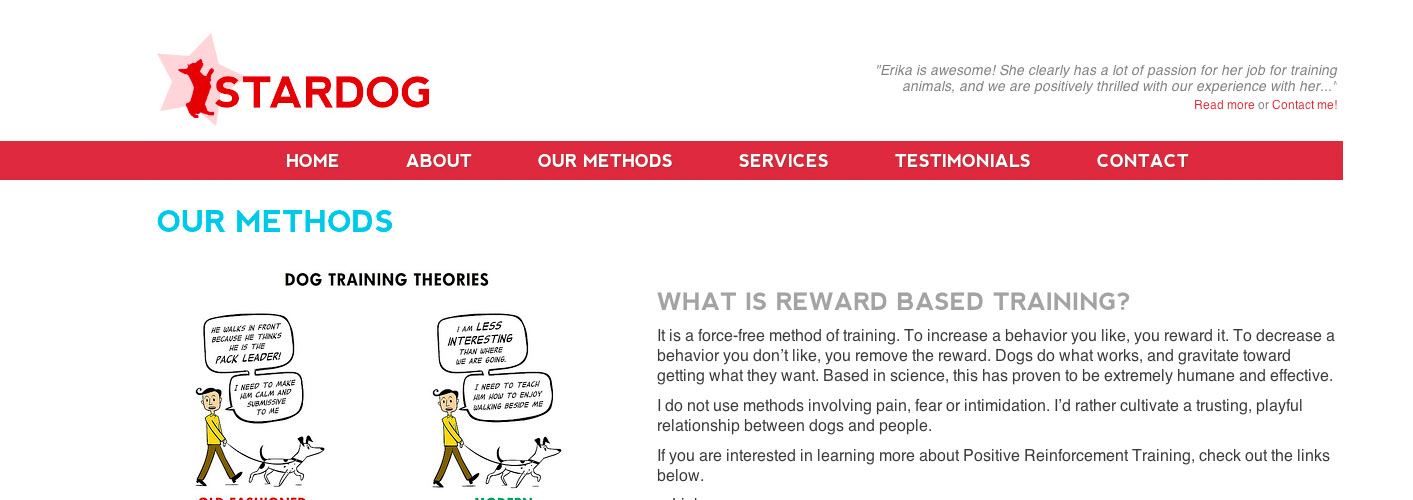 STARDOG
"Erika is awesome! She clearly has a lot of passion for her job for training
animals, and we are positively thrilled with our experience with her..."
Read more or Contact me!
HOME ABOUT OUR METHODS SERVICES TESTIMONIALS CONTACT
OUR METHODS
DOG TRAINING THEORIES
HE WALKS IN FRONT
BECAUSE HE THINKS
HE IS THE
PACK LEADER!
I NEED TO MAKE
HIM CALM AND
SUBMISSIVE
TO ME
I AM LESS
INTERESTING
THAN WHERE
WE ARE GOING.
I NEED TO TEACH
HIM HOW TO ENJOY
WALKING BESIDE ME
OLD FASHIONED
MODERN
WHAT IS REWARD BASED TRAINING?
It is a force-free method of training. To increase a behavior you like, you reward it. To decrease a
behavior you don't like, you remove the reward. Dogs do what works, and gravitate toward
getting what they want. Based in science, this has proven to be extremely humane and effective.
I do not use methods involving pain, fear or intimidation. I'd rather cultivate a trusting, playful
relationship between dogs and people.
If you are interested in learning more about Positive Reinforcement Training, check out the links
below.